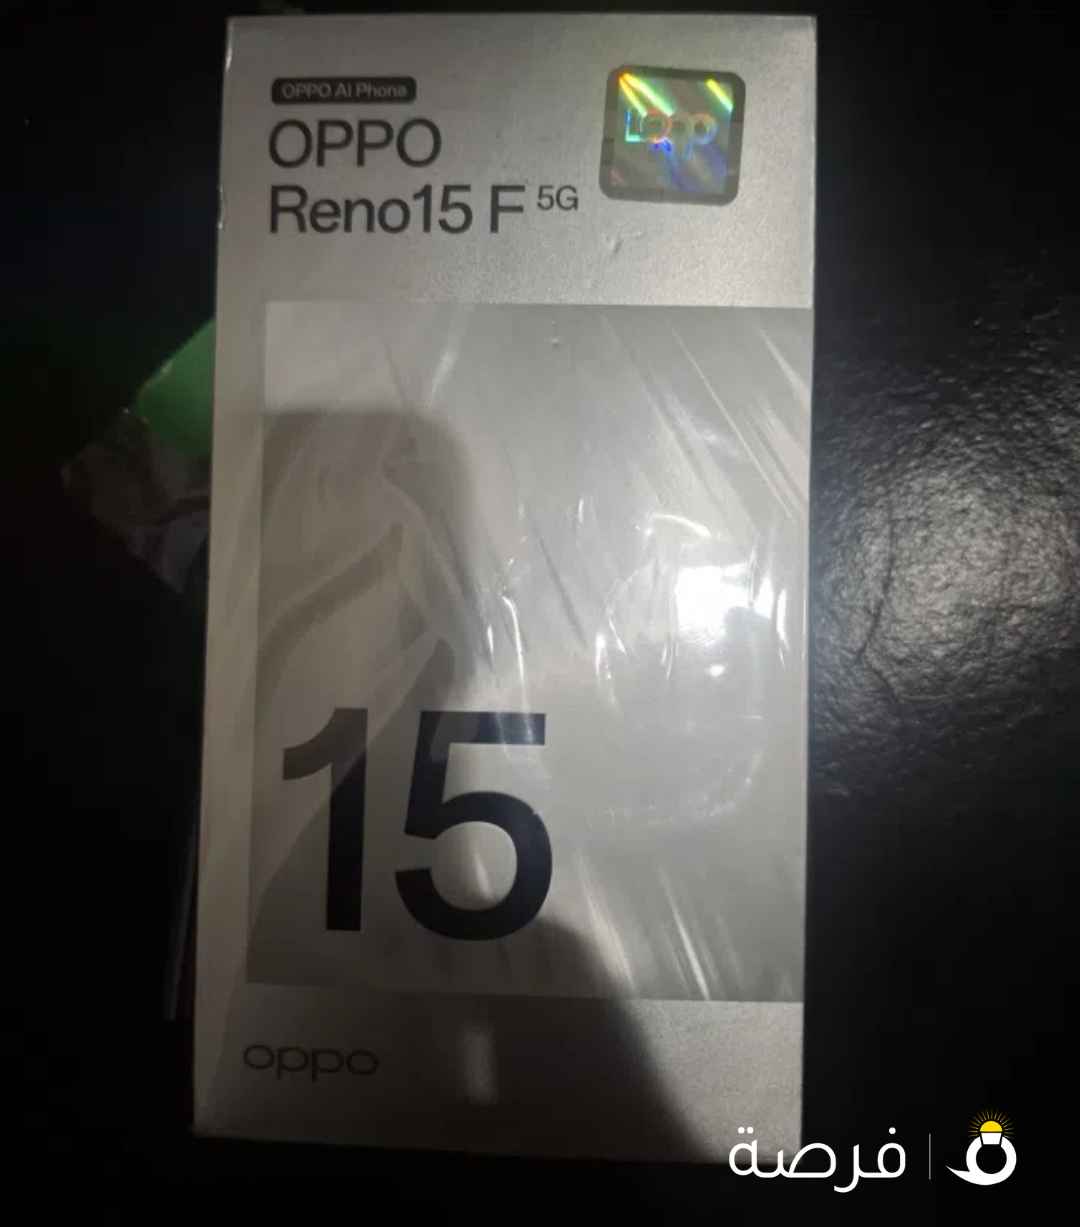 OPPO AI Phone
OPPO
Reno15 F 5G
15
oppo
فرصة